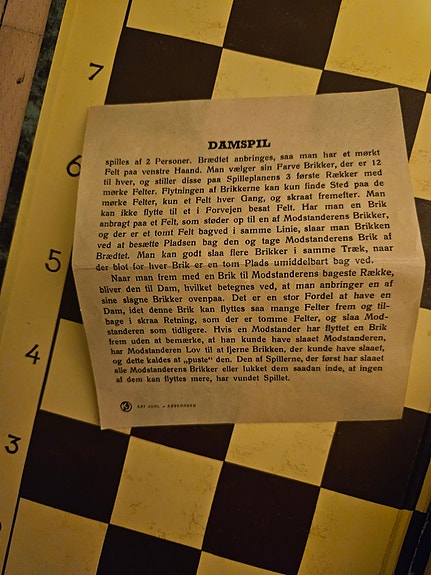 DAMSPIL
spilles af 2 Personer. Brædtet anbringes, saa man har et mørkt
Felt paa venstre Haand. Man vælger sin Farve Brikker, der er 12
til hver, og stiller disse paa Spilleplanens 3 første Rækker med
mørke Felter. Flytningen af Brikkerne kan kun finde Sted paa de
mørke Felter, kun et Felt hver Gang, og skraat fremefter. Man
kan ikke flytte til et i Forvejen besat Felt. Har man en Brik
anbragt paa et Felt, som støder op til en af Modstanderens Brikker,
og der er et tomt Felt bagved i samme Linie, slaar man Brikken
ved at besætte Pladsen bag den og tage Modstanderens Brik af
Brædtet. Man kan godt slaa flere Brikker i samme Træk, naar
der blot for hver Brik er en tom Plads umiddelbart bag ved.
Naar man frem med en Brik til Modstanderens bageste Række,
bliver den til Dam, hvilket betegnes ved, at man anbringer en af
sine slagne Brikker ovenpaa. Det er en stor Fordel at have en
Dam, idet denne Brik kan flyttes saa mange Felter frem og til-
bage i skraa Retning, som der er tomme Felter, og slaa Mod-
standeren som tidligere. Hvis en Modstander har flyttet en Brik
frem uden at bemærke, at han kunde have slaaet Modstanderen,
har Modstanderen Lov til at fjerne Brikken, der kunde have slaaet,
og dette kaldes at „puste“ den. Den af Spillerne, der først har slaaet
alle Modstanderens Brikker eller lukket dem saadan inde, at ingen
af dem kan flyttes mere, har vundet Spillet.
KAY JUHL - KØBENHAVN
7
6
5
4
3